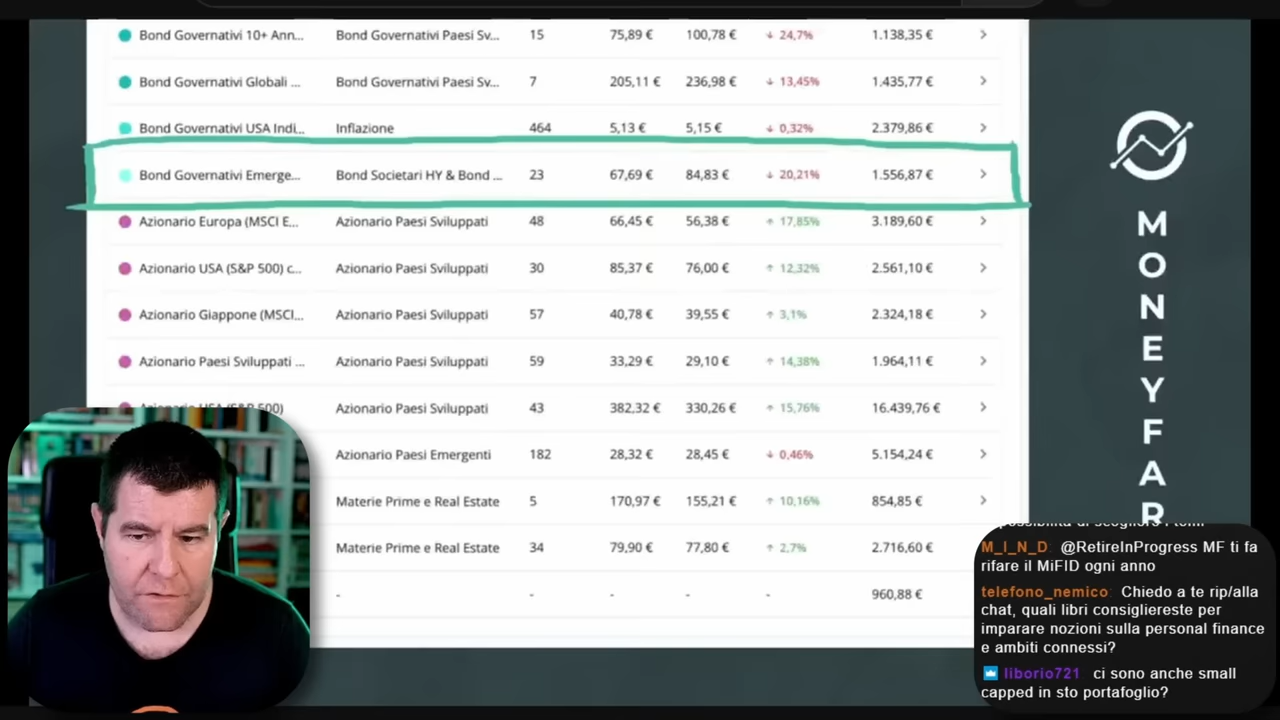 Bond Governativi 10+ Ann... Bond Governativi Paesi Sv... 15 75,89 € 100,78 € ↓ 24,7% 1.138,35 € >
Bond Governativi Globali ... Bond Governativi Paesi Sv... 7 205,11 € 236,98 € ↓ 13,45% 1.435,77 € >
Bond Governativi USA Indi... Inflazione 464 5,13 € 5,15 € ↓ 0,32% 2.379,86 € >
Bond Governativi Emerge... Bond Societari HY & Bond ... 23 67,69 € 84,83 € ↓ 20,21% 1.556,87 € >
Azionario Europa (MSCI E... Azionario Paesi Sviluppati 48 66,45 € 56,38 € ↑ 17,85% 3.189,60 € >
Azionario USA (S&P 500) c... Azionario Paesi Sviluppati 30 85,37 € 76,00 € ↑ 12,32% 2.561,10 € >
Azionario Giappone (MSCI... Azionario Paesi Sviluppati 57 40,78 € 39,55 € ↑ 3,1% 2.324,18 € >
Azionario Paesi Sviluppati ... Azionario Paesi Sviluppati 59 33,29 € 29,10 € ↑ 14,38% 1.964,11 € >
Azionario USA (S&P 500) Azionario Paesi Sviluppati 43 382,32 € 330,26 € ↑ 15,76% 16.439,76 € >
Azionario Paesi Emergenti 182 28,32 € 28,45 € ↓ 0,46% 5.154,24 € >
Materie Prime e Real Estate 5 170,97 € 155,21 € ↑ 10,16% 854,85 € >
Materie Prime e Real Estate 34 79,90 € 77,80 € ↑ 2,7% 2.716,60 € >
- - - - - 960,88 €
M
O
N
E
Y
F
A
R
M_I_N_D: @RetireInProgress MF ti fa
rifare il MiFID ogni anno
telefono_nemico: Chiedo a te rip/alla
chat, quali libri consigliereste per
imparare nozioni sulla personal finance
e ambiti connessi?
liborio721 ci sono anche small
capped in sto portafoglio?